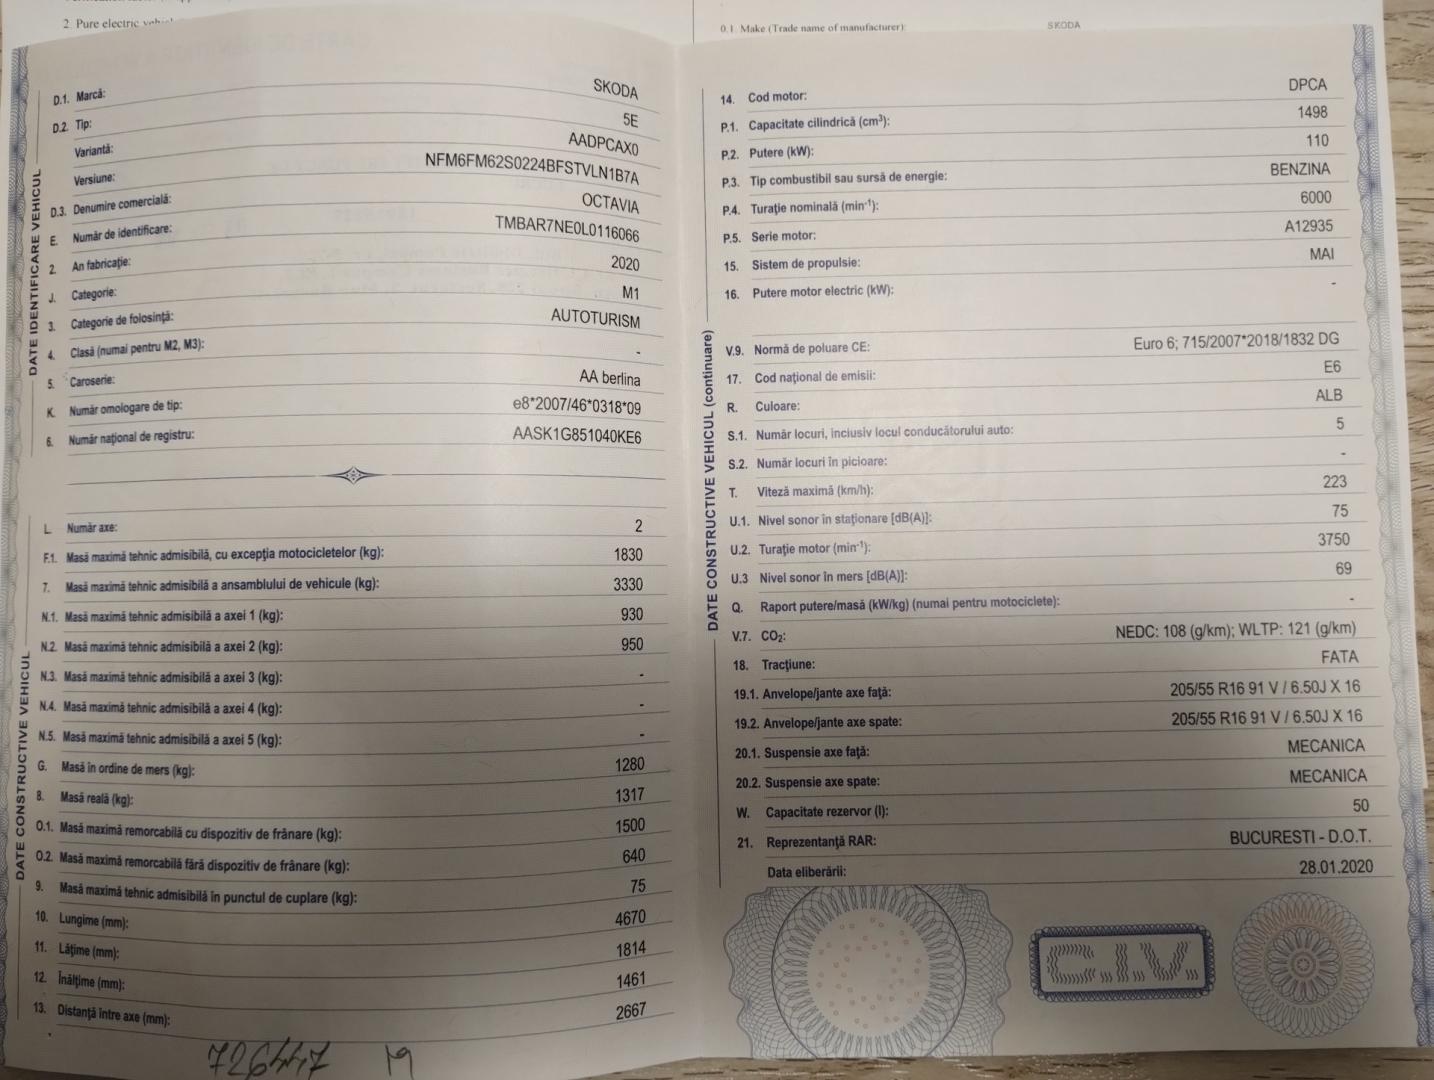 2. Pure electric
0.1. Make (Trade name of manufacturer): SKODA
DATE IDENTIFICARE VEHICUL
D.1. Marcă: SKODA
D.2. Tip: 5E
Variantă: AADPCAX0
Versiune: NFM6FM62S0224BFSTVLN1B7A
D.3. Denumire comercială: OCTAVIA
E. Număr de identificare: TMBAR7NE0L0116066
2. An fabricație: 2020
J. Categorie: M1
3. Categorie de folosință: AUTOTURISM
4. Clasă (numai pentru M2, M3): -
5. Caroserie: AA berlina
K. Număr omologare de tip: e8*2007/46*0318*09
6. Număr național de registru: AASK1G851040KE6
DATE CONSTRUCTIVE VEHICUL
L. Număr axe: 2
F.1. Masă maximă tehnic admisibilă, cu excepția motocicletelor (kg): 1830
7. Masă maximă tehnic admisibilă a ansamblului de vehicule (kg): 3330
N.1. Masă maximă tehnic admisibilă a axei 1 (kg): 930
N.2. Masă maximă tehnic admisibilă a axei 2 (kg): 950
N.3. Masă maximă tehnic admisibilă a axei 3 (kg): -
N.4. Masă maximă tehnic admisibilă a axei 4 (kg): -
N.5. Masă maximă tehnic admisibilă a axei 5 (kg): -
G. Masă în ordine de mers (kg): 1280
8. Masă reală (kg): 1317
O.1. Masă maximă remorcabilă cu dispozitiv de frânare (kg): 1500
O.2. Masă maximă remorcabilă fără dispozitiv de frânare (kg): 640
9. Masă maximă tehnic admisibilă în punctul de cuplare (kg): 75
10. Lungime (mm): 4670
11. Lățime (mm): 1814
12. Înălțime (mm): 1461
13. Distanță între axe (mm): 2667
726447 19
DATE CONSTRUCTIVE VEHICUL (continuare)
14. Cod motor: DPCA
P.1. Capacitate cilindrică (cm³): 1498
P.2. Putere (kW): 110
P.3. Tip combustibil sau sursă de energie: BENZINA
P.4. Turație nominală (min⁻¹): 6000
P.5. Serie motor: A12935
15. Sistem de propulsie: MAI
16. Putere motor electric (kW): -
V.9. Normă de poluare CE: Euro 6; 715/2007*2018/1832 DG
17. Cod național de emisii: E6
R. Culoare: ALB
S.1. Număr locuri, inclusiv locul conducătorului auto: 5
S.2. Număr locuri în picioare: -
T. Viteză maximă (km/h): 223
U.1. Nivel sonor în staționare [dB(A)]: 75
U.2. Turație motor (min⁻¹): 3750
U.3 Nivel sonor în mers [dB(A)]: 69
Q. Raport putere/masă (kW/kg) (numai pentru motociclete): -
V.7. CO₂: NEDC: 108 (g/km); WLTP: 121 (g/km)
18. Tracțiune: FATA
19.1. Anvelope/jante axe față: 205/55 R16 91 V / 6.50J X 16
19.2. Anvelope/jante axe spate: 205/55 R16 91 V / 6.50J X 16
20.1. Suspensie axe față: MECANICA
20.2. Suspensie axe spate: MECANICA
W. Capacitate rezervor (l): 50
21. Reprezentanță RAR: BUCURESTI - D.O.T.
Data eliberării: 28.01.2020
C.I.V.